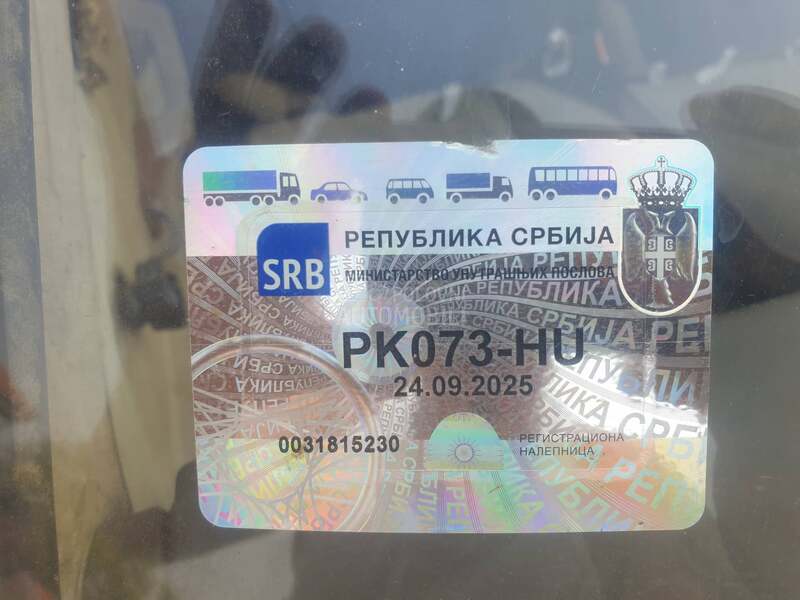 SRB
РЕПУБЛИКА СРБИЈА
МИНИСТАРСТВО УНУТРАШЊИХ ПОСЛОВА
PK073-HU
24.09.2025
0031815230
РЕГИСТРАЦИОНА
НАЛЕПНИЦА